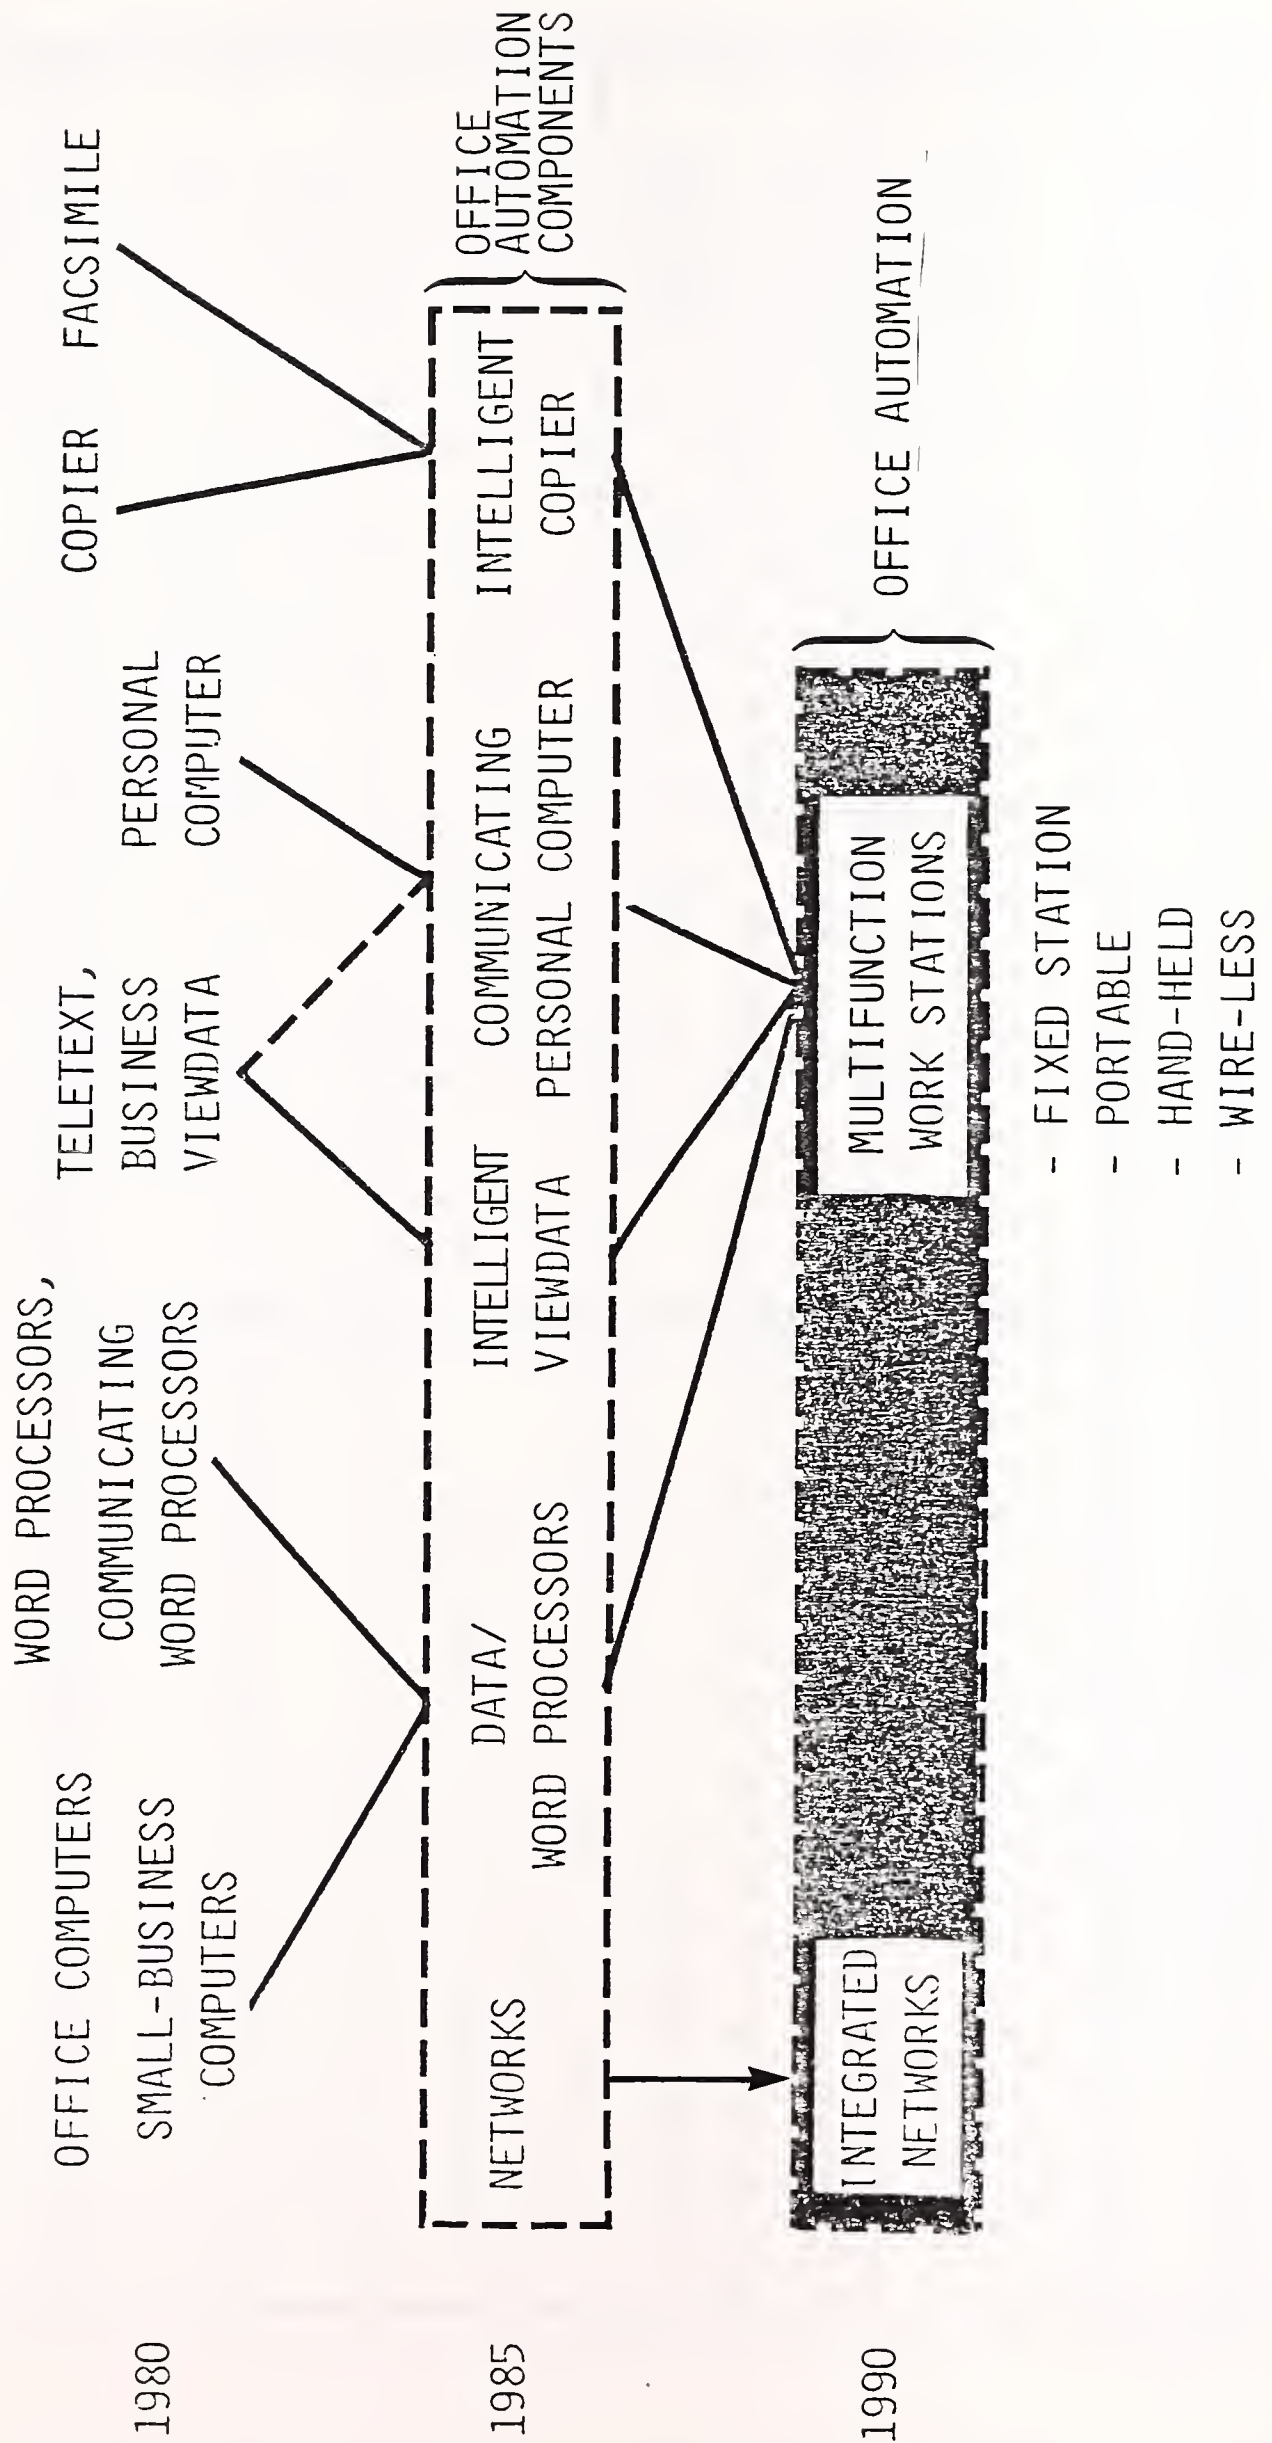 1980
OFFICE COMPUTERS
SMALL-BUSINESS
COMPUTERS
WORD PROCESSORS,
COMMUNICATING
WORD PROCESSORS
TELETEXT,
BUSINESS
VIEWDATA
PERSONAL
COMPUTER
COPIER
FACSIMILE
1985
NETWORKS
DATA/
WORD PROCESSORS
INTELLIGENT
VIEWDATA
COMMUNICATING
PERSONAL COMPUTER
INTELLIGENT
COPIER
OFFICE
AUTOMATION
COMPONENTS
1990
INTEGRATED
NETWORKS
MULTIFUNCTION
WORK STATIONS
OFFICE AUTOMATION
- FIXED STATION
- PORTABLE
- HAND-HELD
- WIRE-LESS